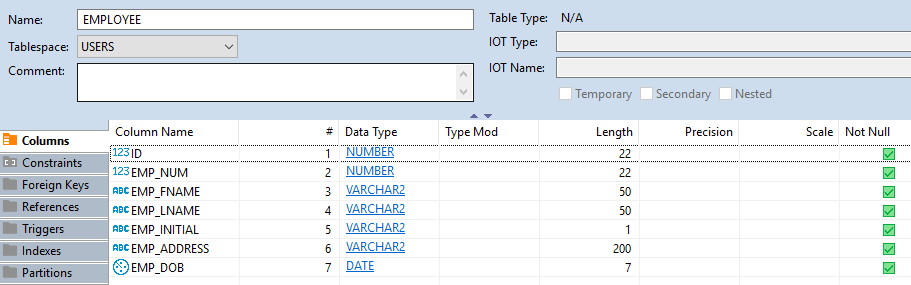 Name: EMPLOYEE Table Type: N/A
Tablespace: USERS IOT Type:
Comment: IOT Name:
Temporary Secondary Nested
Columns Column Name # Data Type Type Mod Length Precision Scale Not Null
Constraints 123 ID 1 NUMBER 22
Foreign Keys 123 EMP_NUM 2 NUMBER 22
References ABC EMP_FNAME 3 VARCHAR2 50
Triggers ABC EMP_LNAME 4 VARCHAR2 50
Indexes ABC EMP_INITIAL 5 VARCHAR2 1
Partitions ABC EMP_ADDRESS 6 VARCHAR2 200
EMP_DOB 7 DATE 7